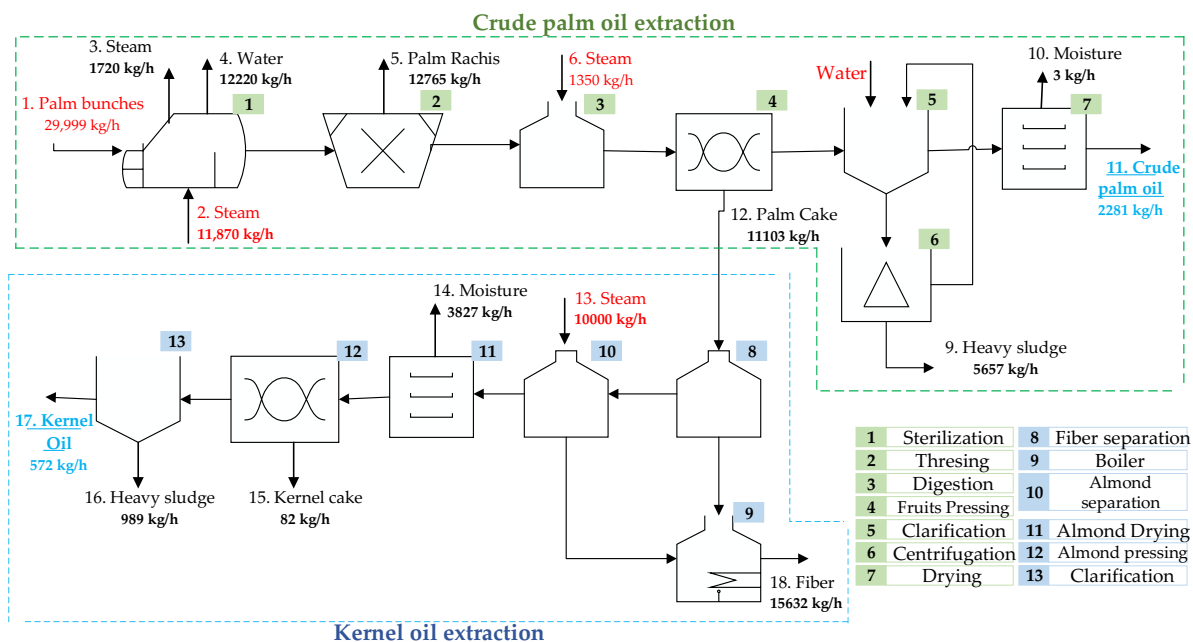 Crude palm oil extraction
3. Steam
1720 kg/h
4. Water
12220 kg/h
5. Palm Rachis
12765 kg/h
6. Steam
1350 kg/h
Water
10. Moisture
3 kg/h
1. Palm bunches
29,999 kg/h
1
2
3
4
5
7
2. Steam
11,870 kg/h
11. Crude
palm oil
2281 kg/h
12. Palm Cake
11103 kg/h
6
9. Heavy sludge
5657 kg/h
14. Moisture
3827 kg/h
13. Steam
10000 kg/h
13
12
11
10
8
17. Kernel
Oil
572 kg/h
16. Heavy sludge
989 kg/h
15. Kernel cake
82 kg/h
9
18. Fiber
15632 kg/h
Kernel oil extraction
1 Sterilization
2 Thresing
3 Digestion
4 Fruits Pressing
5 Clarification
6 Centrifugation
7 Drying
8 Fiber separation
9 Boiler
10 Almond
separation
11 Almond Drying
12 Almond pressing
13 Clarification